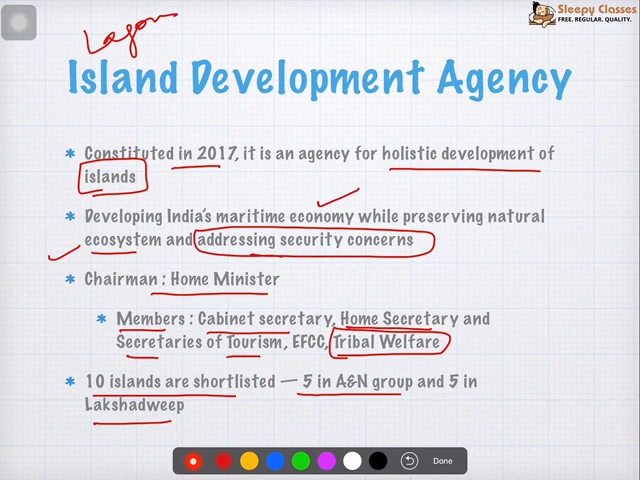 Sleepy Classes
FREE. REGULAR. QUALITY.
Island Development Agency
* Constituted in 2017, it is an agency for holistic development of
islands
* Developing India's maritime economy while preserving natural
ecosystem and addressing security concerns
* Chairman : Home Minister
* Members : Cabinet secretary, Home Secretary and
Secretaries of Tourism, EFCC, Tribal Welfare
* 10 islands are shortlisted — 5 in A&N group and 5 in
Lakshadweep
Done